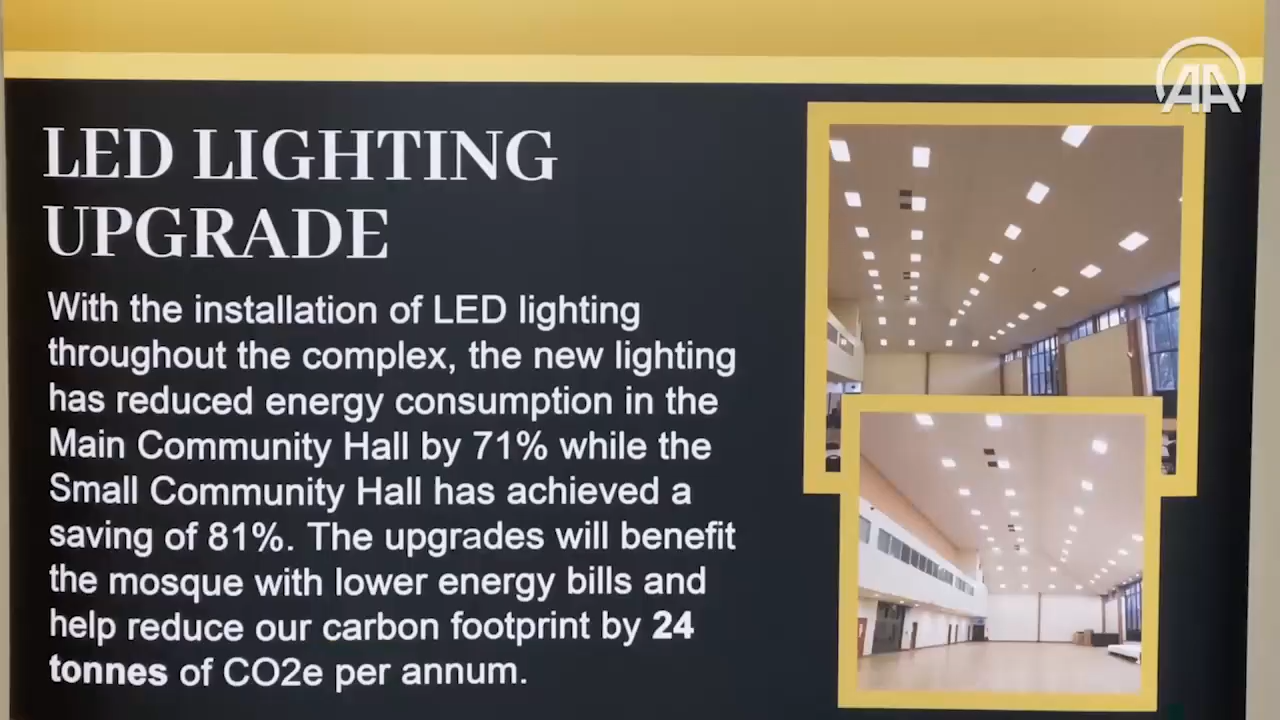 AA
LED LIGHTING
UPGRADE
With the installation of LED lighting
throughout the complex, the new lighting
has reduced energy consumption in the
Main Community Hall by 71% while the
Small Community Hall has achieved a
saving of 81%. The upgrades will benefit
the mosque with lower energy bills and
help reduce our carbon footprint by 24
tonnes of CO2e per annum.